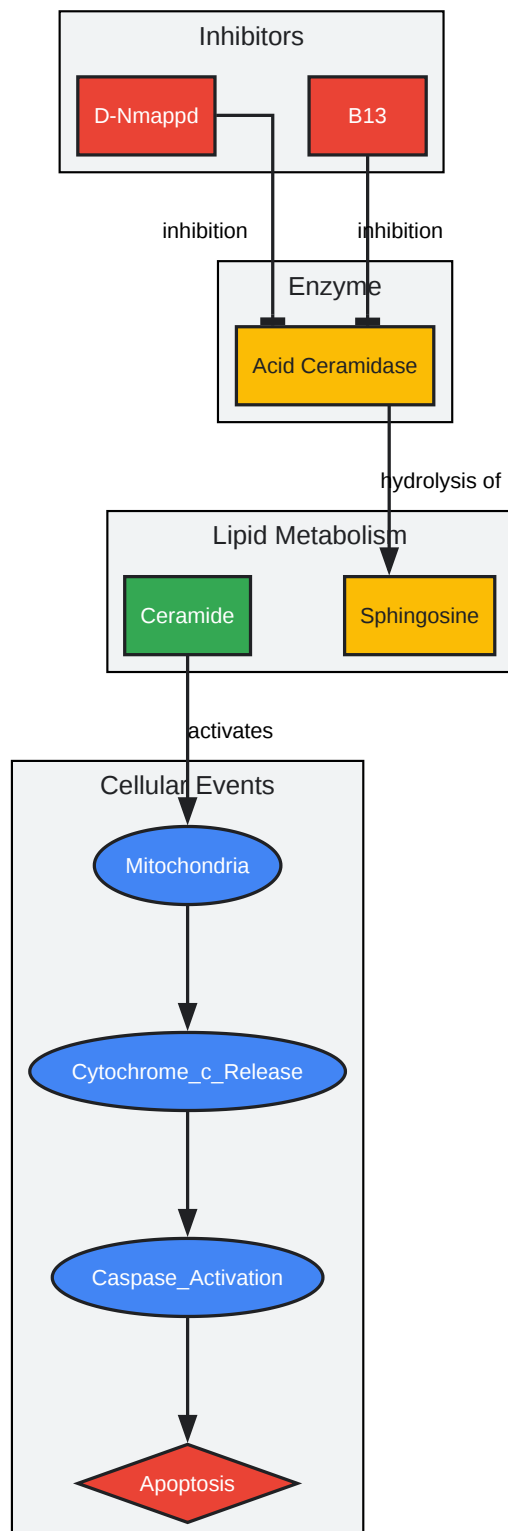 Inhibitors
D-Nmappd
B13
inhibition
inhibition
Enzyme
Acid Ceramidase
hydrolysis of
Lipid Metabolism
Ceramide
Sphingosine
activates
Cellular Events
Mitochondria
Cytochrome_c_Release
Caspase_Activation
Apoptosis